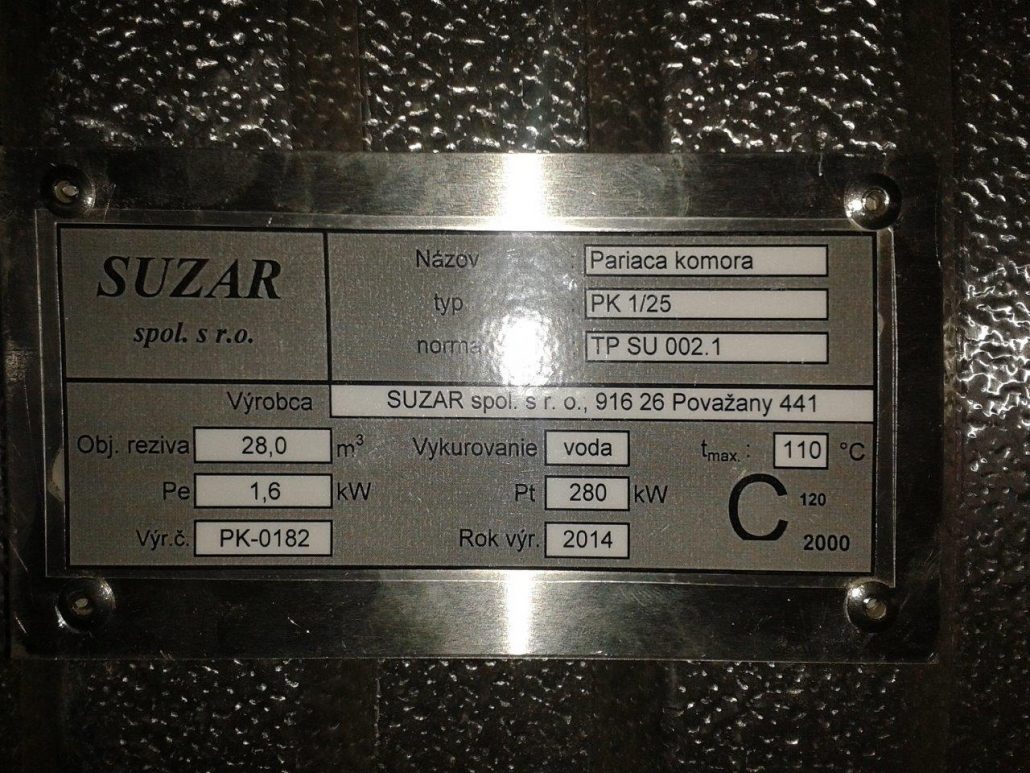 SUZAR
spol. s r.o.
Názov : Pariaca komora
typ : PK 1/25
norma TP SU 002.1
Výrobca SUZAR spol. s r. o., 916 26 Považany 441
Obj. reziva 28,0 m³ Vykurovanie voda tmax. : 110 °C
Pe 1,6 kW Pt 280 kW C 120
Výr.č. PK-0182 Rok výr. 2014 2000